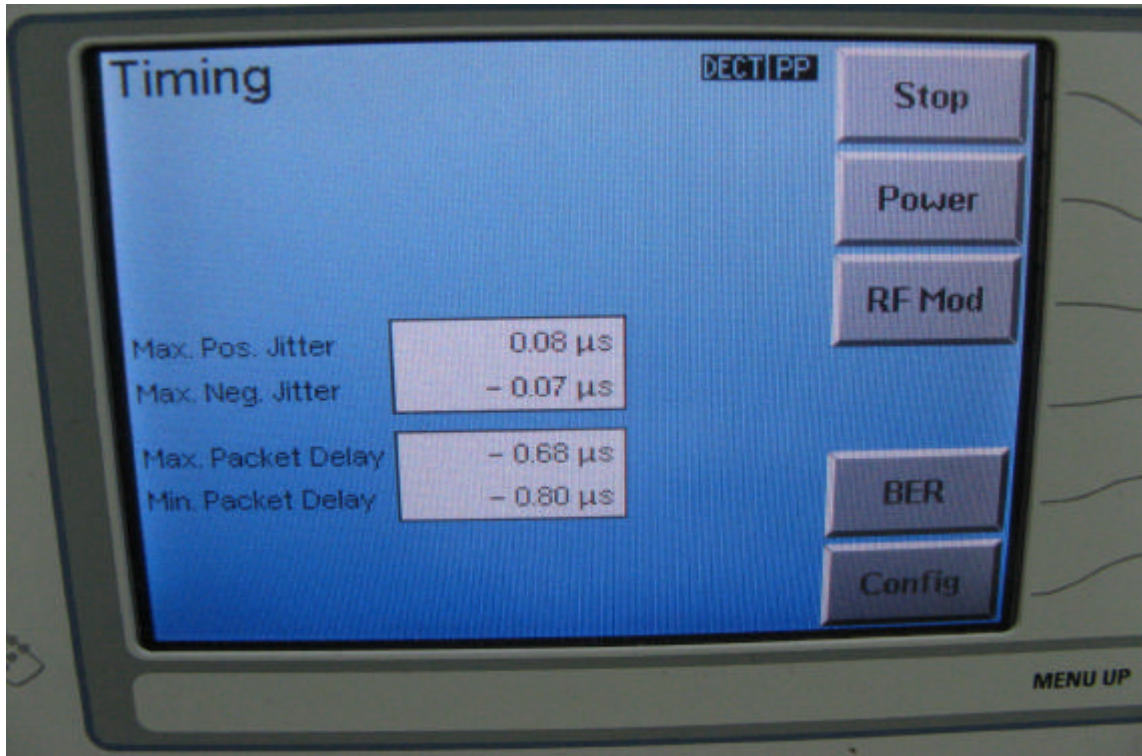 Timing
DECT PP
Stop
Power
RF Mod
Max. Pos. Jitter 0.08 µs
Max. Neg. Jitter - 0.07 µs
Max. Packet Delay - 0.68 µs
Min. Packet Delay - 0.80 µs
BER
Config
MENU UP